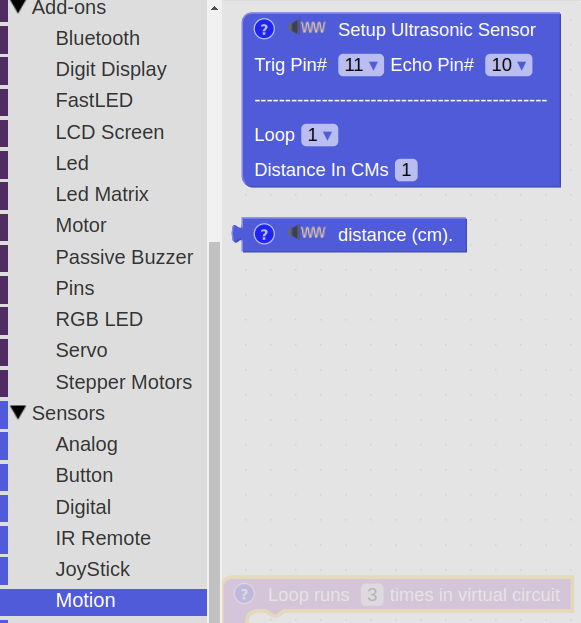 Add-ons
Bluetooth
Digit Display
FastLED
LCD Screen
Led
Led Matrix
Motor
Passive Buzzer
Pins
RGB LED
Servo
Stepper Motors
Sensors
Analog
Button
Digital
IR Remote
JoyStick
Motion
? Setup Ultrasonic Sensor
Trig Pin# 11 Echo Pin# 10
------------------------------------------------
Loop 1
Distance In CMs 1
? distance (cm).
? Loop runs 3 times in virtual circuit